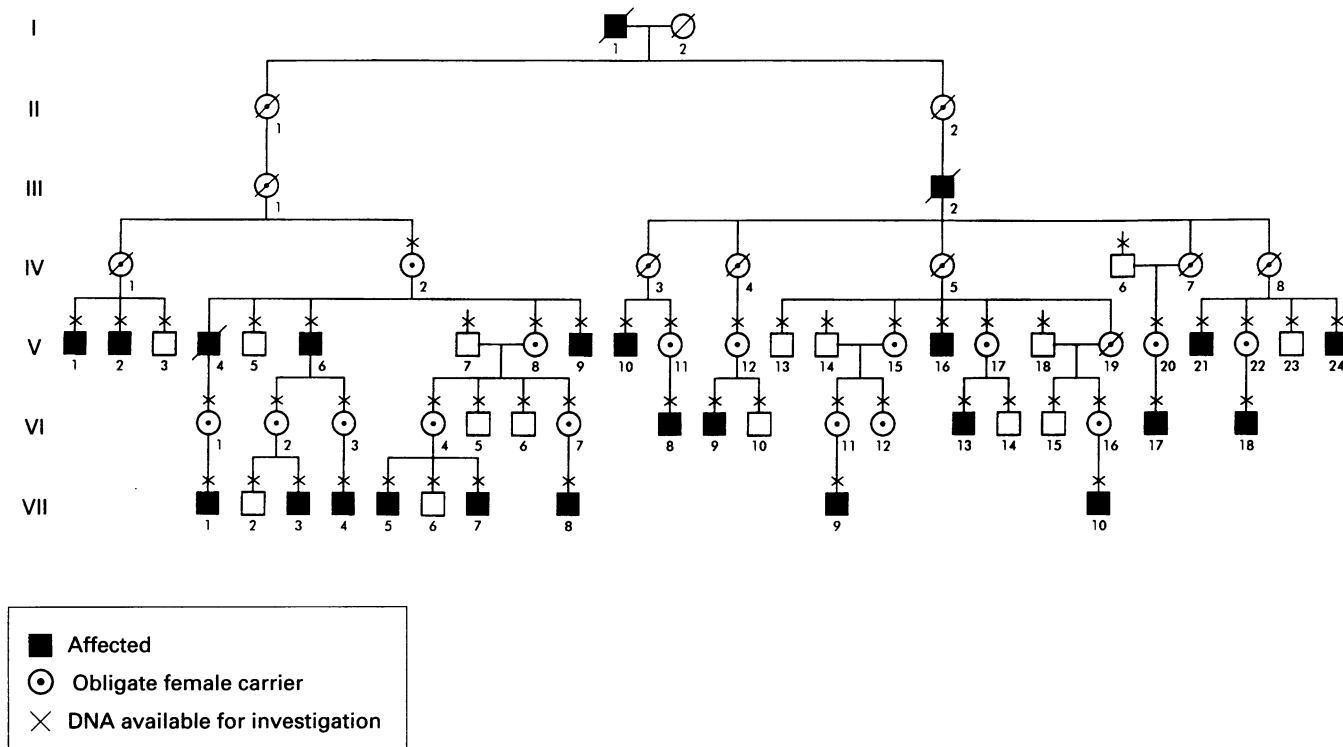 I
1 2
II
1 2
III
1 2
IV
1 2 3 4 5 6 7 8
V
1 2 3 4 5 6 7 8 9 10 11 12 13 14 15 16 17 18 19 20 21 22 23 24
VI
1 2 3 4 5 6 7 8 9 10 11 12 13 14 15 16 17 18
VII
1 2 3 4 5 6 7 8 9 10
Affected
Obligate female carrier
DNA available for investigation